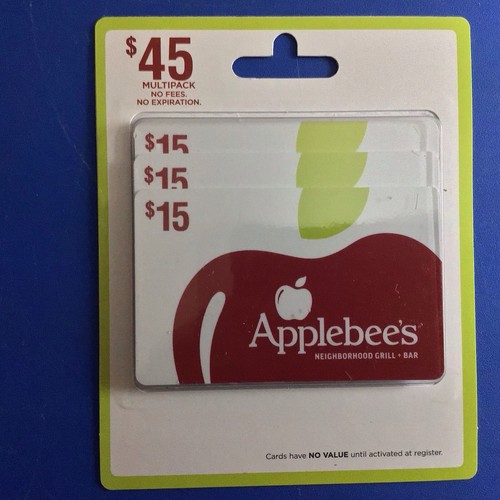 $45
MULTIPACK
NO FEES.
NO EXPIRATION.
$15
$15
$15
Applebee's
NEIGHBORHOOD GRILL + BAR
Cards have NO VALUE until activated at register.